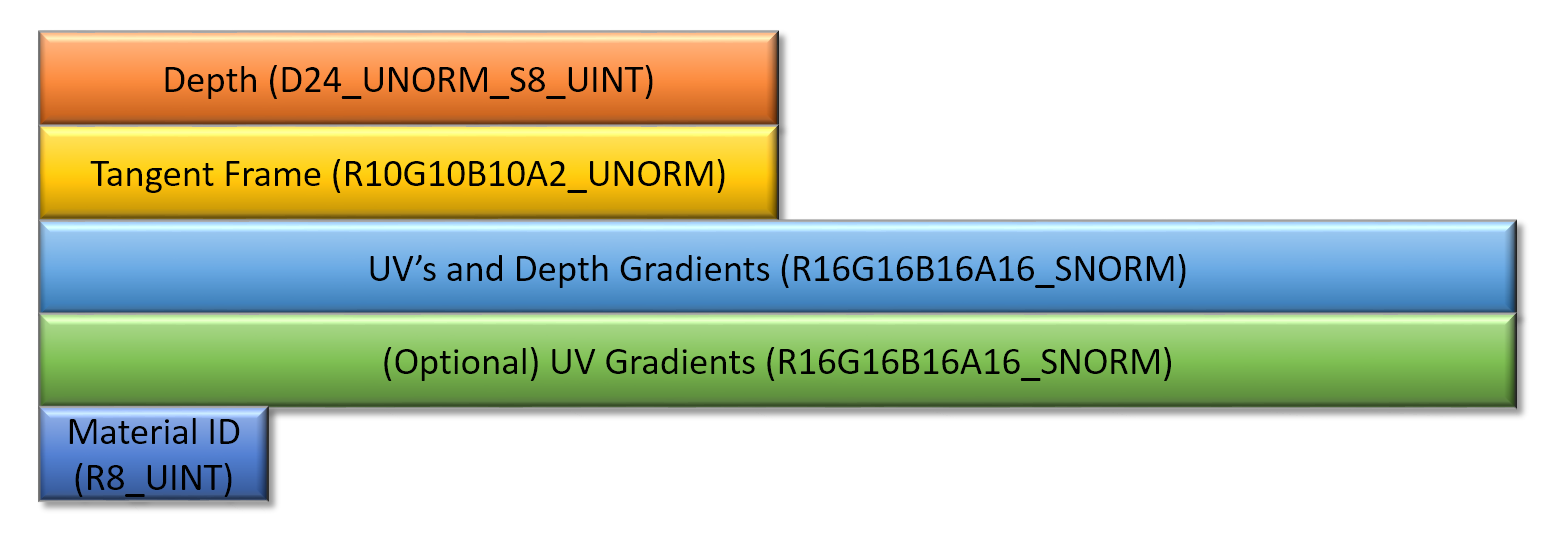 Depth (D24_UNORM_S8_UINT)
Tangent Frame (R10G10B10A2_UNORM)
UV’s and Depth Gradients (R16G16B16A16_SNORM)
(Optional) UV Gradients (R16G16B16A16_SNORM)
Material ID
(R8_UINT)